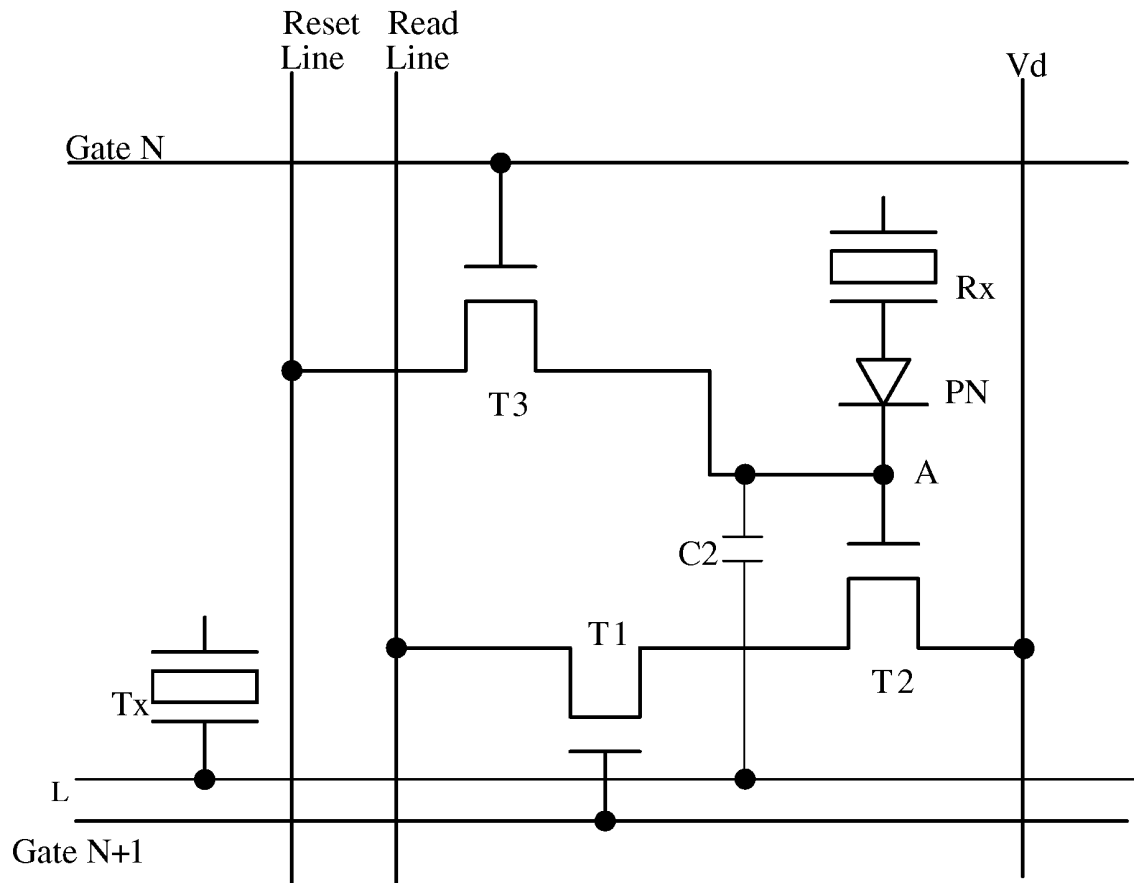 Reset
Line
Read
Line
Vd
Gate N
Rx
PN
T3
A
C2
T1
T2
Tx
L
Gate N+1